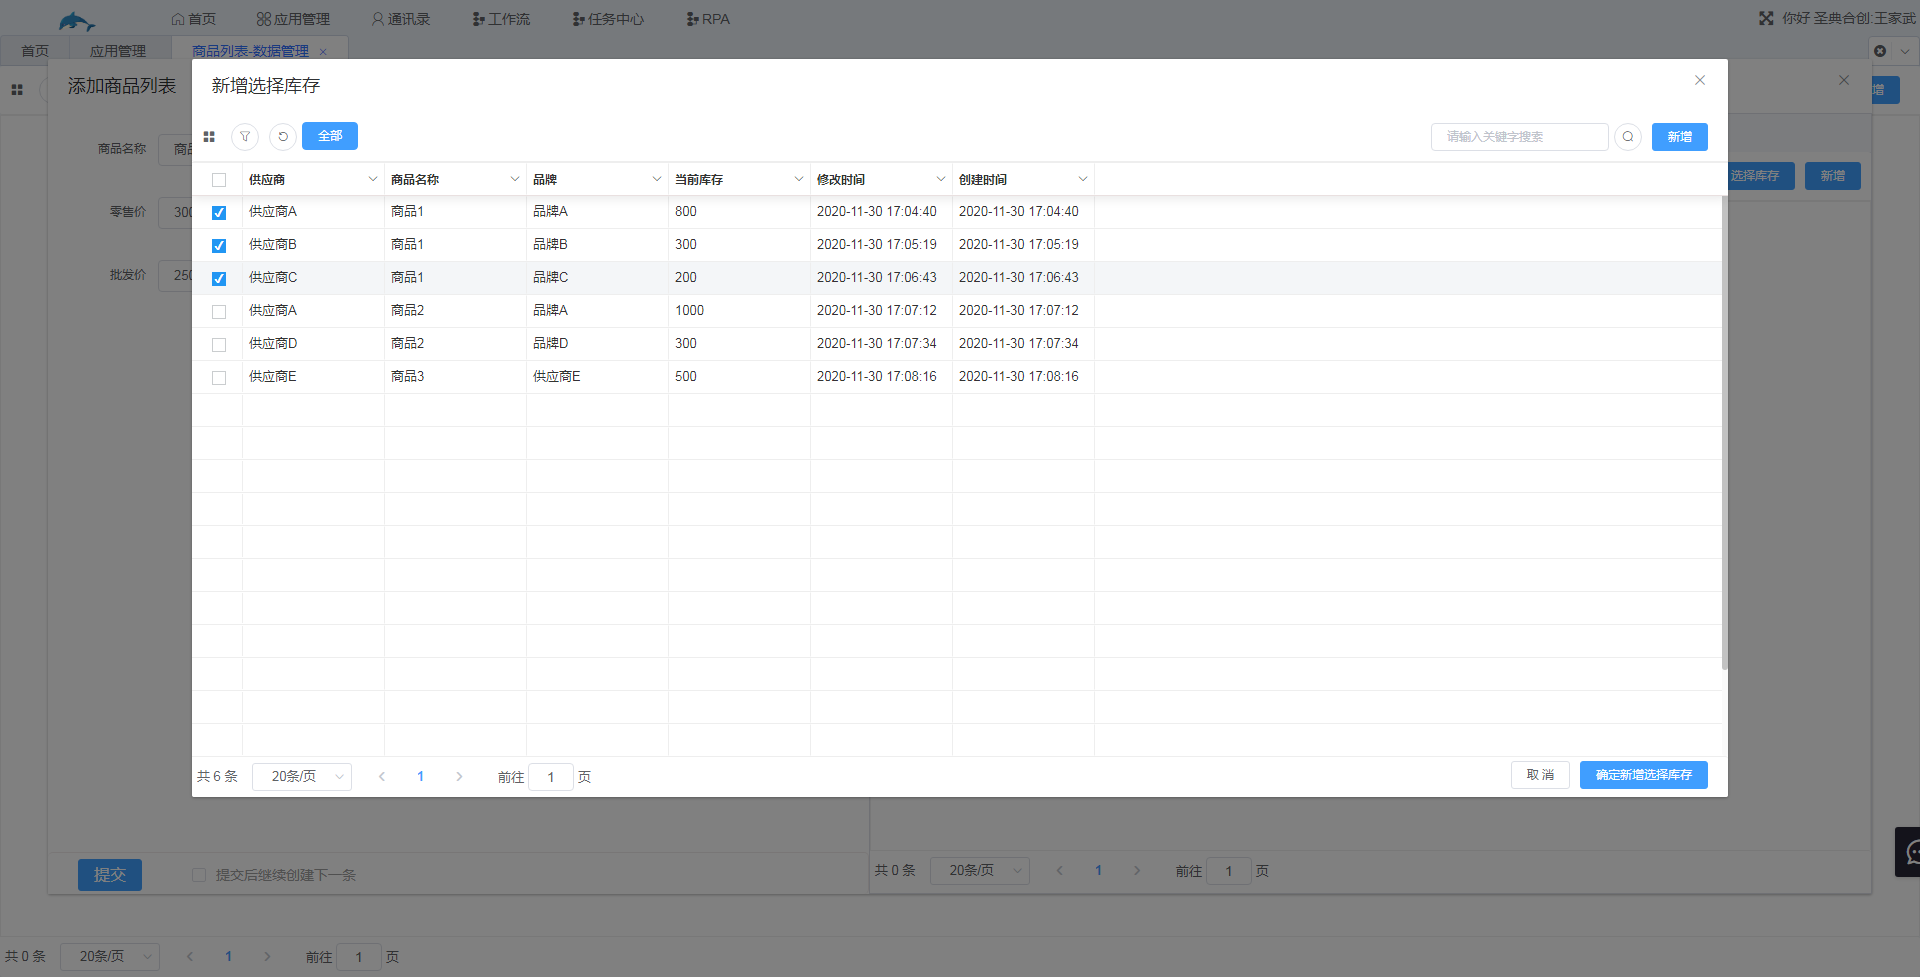 首页 应用管理 通讯录 工作流 任务中心 RPA 你好 圣典合创:王家武
首页 应用管理 商品列表-数据管理
添加商品列表
新增选择库存
增
全部 请输入关键字搜索 新增
商品名称 商品
供应商 商品名称 品牌 当前库存 修改时间 创建时间
选择库存 新增
零售价 300
供应商A 商品1 品牌A 800 2020-11-30 17:04:40 2020-11-30 17:04:40
供应商B 商品1 品牌B 300 2020-11-30 17:05:19 2020-11-30 17:05:19
批发价 250
供应商C 商品1 品牌C 200 2020-11-30 17:06:43 2020-11-30 17:06:43
供应商A 商品2 品牌A 1000 2020-11-30 17:07:12 2020-11-30 17:07:12
供应商D 商品2 品牌D 300 2020-11-30 17:07:34 2020-11-30 17:07:34
供应商E 商品3 供应商E 500 2020-11-30 17:08:16 2020-11-30 17:08:16
共 6 条 20条/页 1 前往 1 页 取 消 确定新增选择库存
提交 提交后继续创建下一条 共 0 条 20条/页 1 前往 1 页
共 0 条 20条/页 1 前往 1 页